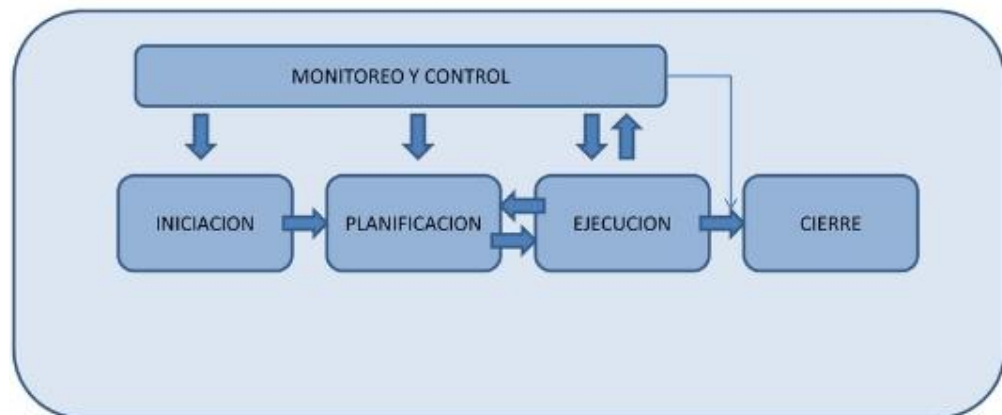 MONITOREO Y CONTROL
INICIACION
PLANIFICACION
EJECUCION
CIERRE